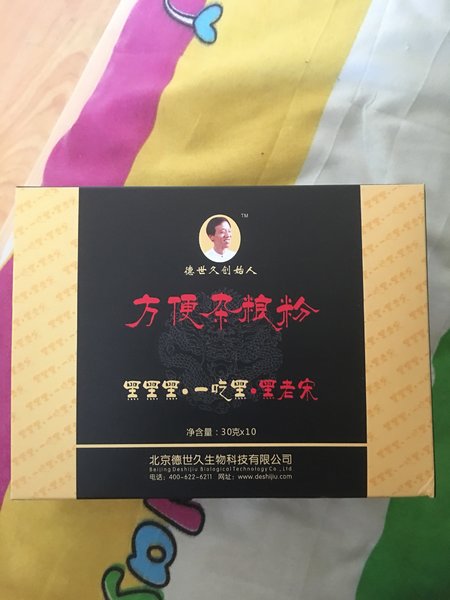 TM
德世久创始人
方便杂粮粉
黑黑黑·一吃黑·黑老宋
净含量：30克x10
北京德世久生物科技有限公司
Beijing Deshijiu Biological Technology Co., Ltd
电话：400-622-6211 网址：www.deshijiu.com